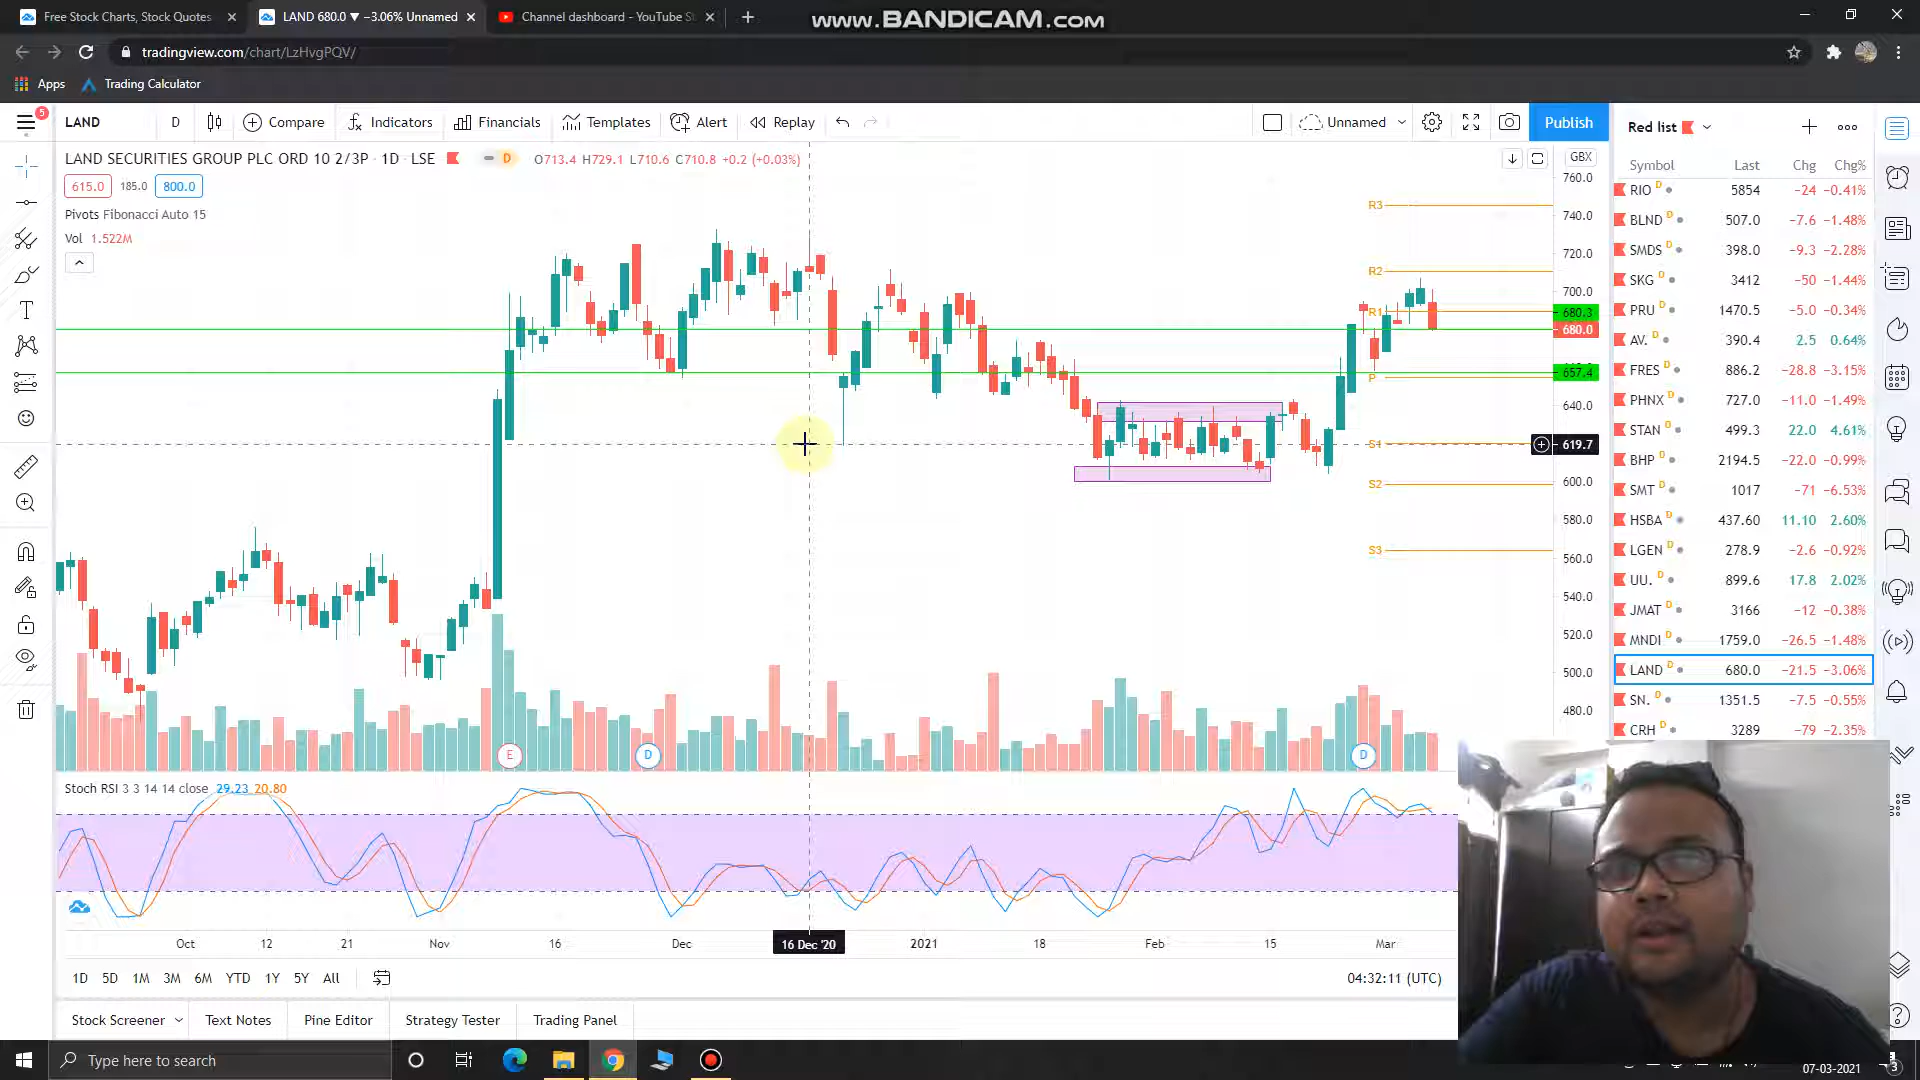 Free Stock Charts, Stock Quotes
LAND 680.0 ▼ −3.06% Unnamed
Channel dashboard - YouTube St
www.BANDICAM.com
tradingview.com/chart/LzHvgPQV/
Apps
Trading Calculator
5
LAND
D
Compare
Indicators
Financials
Templates
Alert
Replay
Unnamed
Publish
Red list
LAND SECURITIES GROUP PLC ORD 10 2/3P · 1D · LSE
D
O713.4 H729.1 L710.6 C710.8 +0.2 (+0.03%)
GBX
615.0 185.0 800.0
Pivots Fibonacci Auto 15
Vol 1.522M
R3
R2
R1
P
S1
S2
S3
760.0
740.0
720.0
700.0
680.3
680.0
657.4
640.0
619.7
600.0
580.0
560.0
540.0
520.0
500.0
480.0
Symbol Last Chg Chg%
RIO D 5854 −24 −0.41%
BLND D 507.0 −7.6 −1.48%
SMDS D 398.0 −9.3 −2.28%
SKG D 3412 −50 −1.44%
PRU D 1470.5 −5.0 −0.34%
AV. D 390.4 2.5 0.64%
FRES D 886.2 −28.8 −3.15%
PHNX D 727.0 −11.0 −1.49%
STAN D 499.3 22.0 4.61%
BHP D 2194.5 −22.0 −0.99%
SMT D 1017 −71 −6.53%
HSBA D 437.60 11.10 2.60%
LGEN D 278.9 −2.6 −0.92%
UU. D 899.6 17.8 2.02%
JMAT D 3166 −12 −0.38%
MNDI D 1759.0 −26.5 −1.48%
LAND D 680.0 −21.5 −3.06%
SN. D 1351.5 −7.5 −0.55%
CRH D 3289 −79 −2.35%
E
D
D
Stoch RSI 3 3 14 14 close 29.23 20.80
Oct 12 21 Nov 16 Dec 16 Dec '20 2021 18 Feb 15 Mar
1D 5D 1M 3M 6M YTD 1Y 5Y All
04:32:11 (UTC)
Stock Screener
Text Notes
Pine Editor
Strategy Tester
Trading Panel
Type here to search
07-03-2021
3